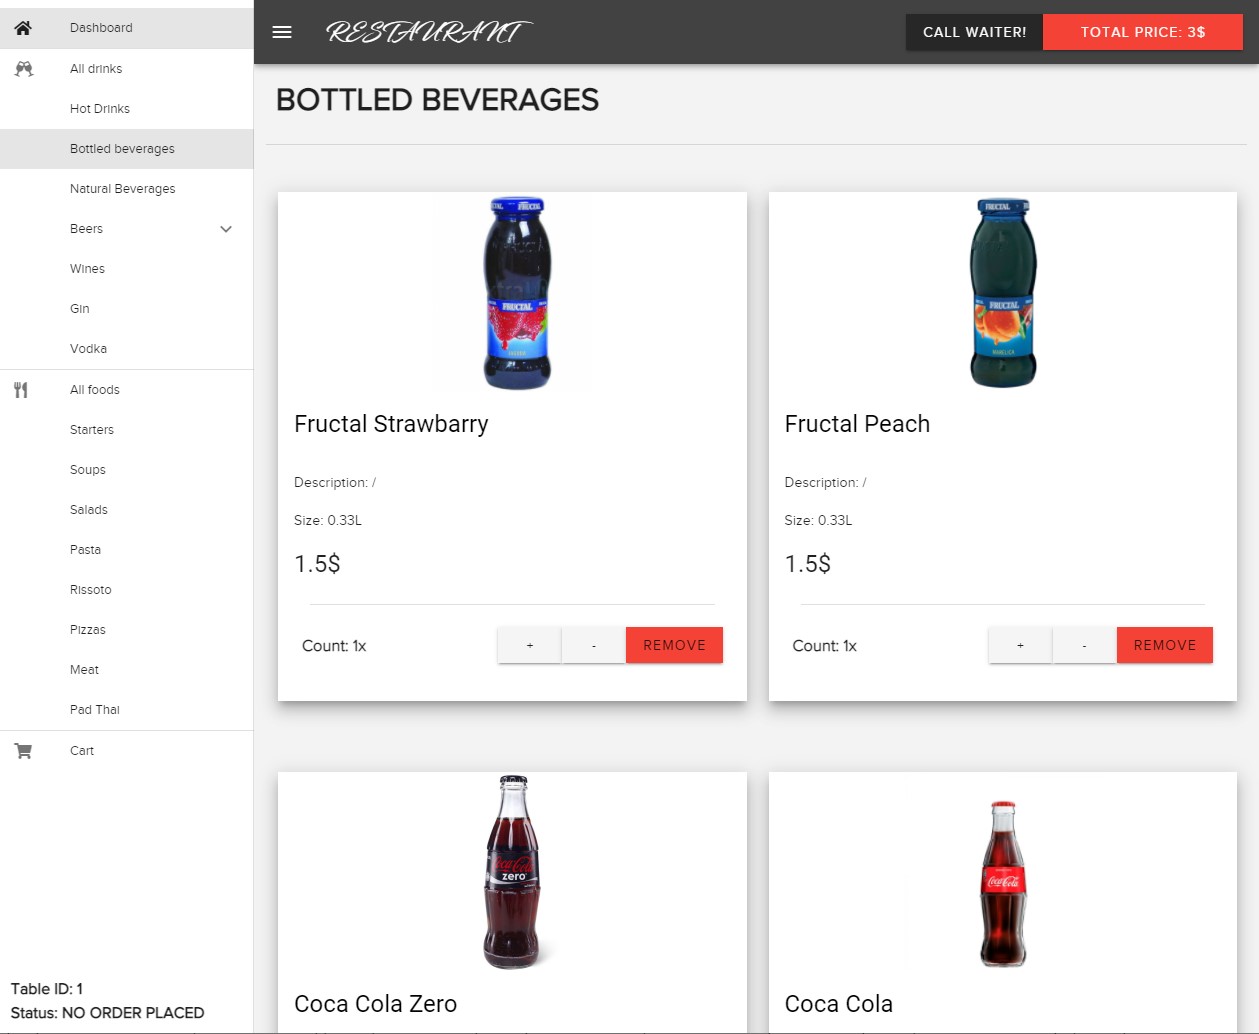 Dashboard
All drinks
Hot Drinks
Bottled beverages
Natural Beverages
Beers
Wines
Gin
Vodka
All foods
Starters
Soups
Salads
Pasta
Rissoto
Pizzas
Meat
Pad Thai
Cart
Table ID: 1
Status: NO ORDER PLACED
RESTAURANT
CALL WAITER!
TOTAL PRICE: 3$
BOTTLED BEVERAGES
FRUCTAL
FRUCTAL
Fructal Strawbarry
Description: /
Size: 0.33L
1.5$
Count: 1x
+
-
REMOVE
FRUCTAL
FRUCTAL
MARELICA
Fructal Peach
Description: /
Size: 0.33L
1.5$
Count: 1x
+
-
REMOVE
Coca-Cola
zero
Coca Cola Zero
Coca-Cola
Coca Cola